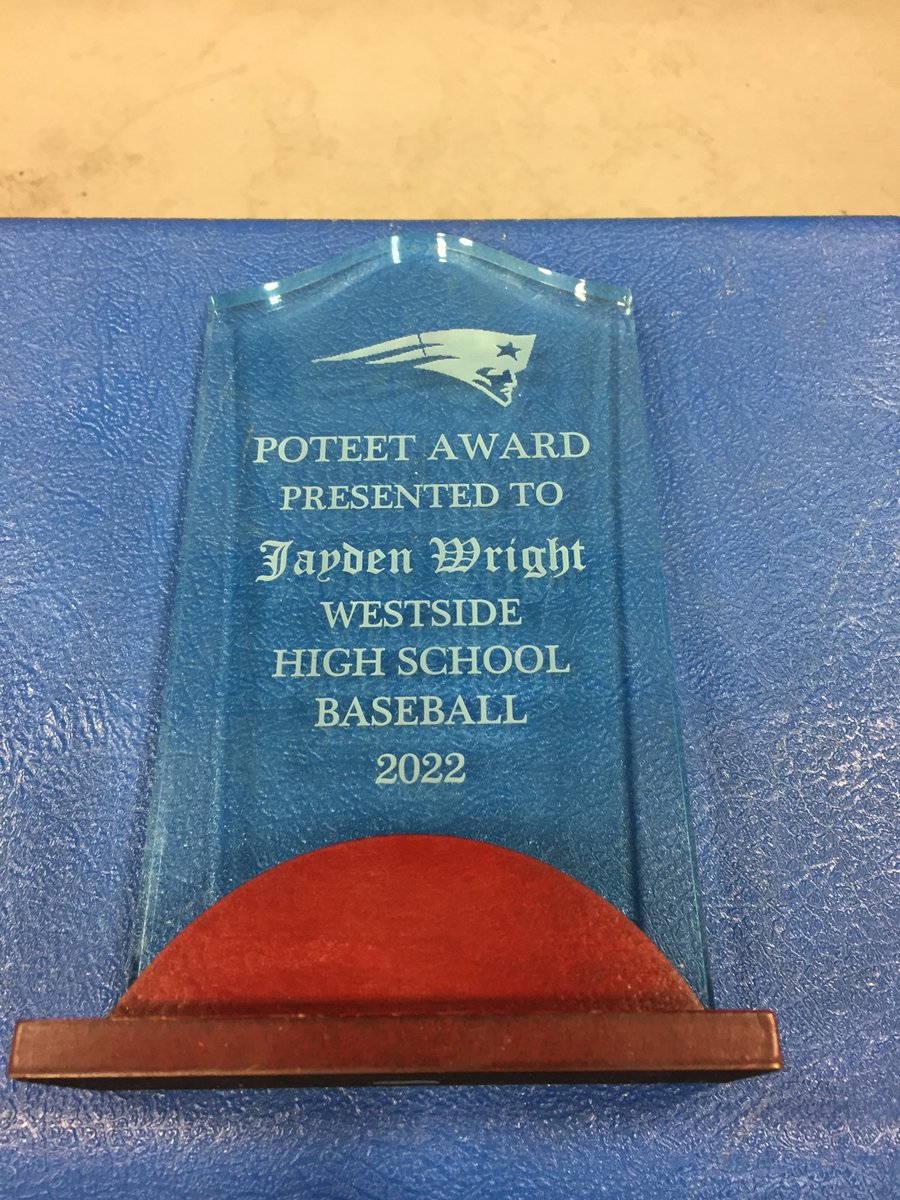 POTEET AWARD
PRESENTED TO
Jayden Wright
WESTSIDE
HIGH SCHOOL
BASEBALL
2022